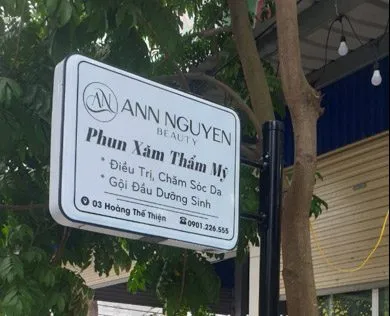 AN ANN NGUYEN
BEAUTY
Phun Xăm Thẩm Mỹ
* Điều Trị, Chăm Sóc Da
* Gội Đầu Dưỡng Sinh
03 Hoàng Thế Thiện 0901.226.555